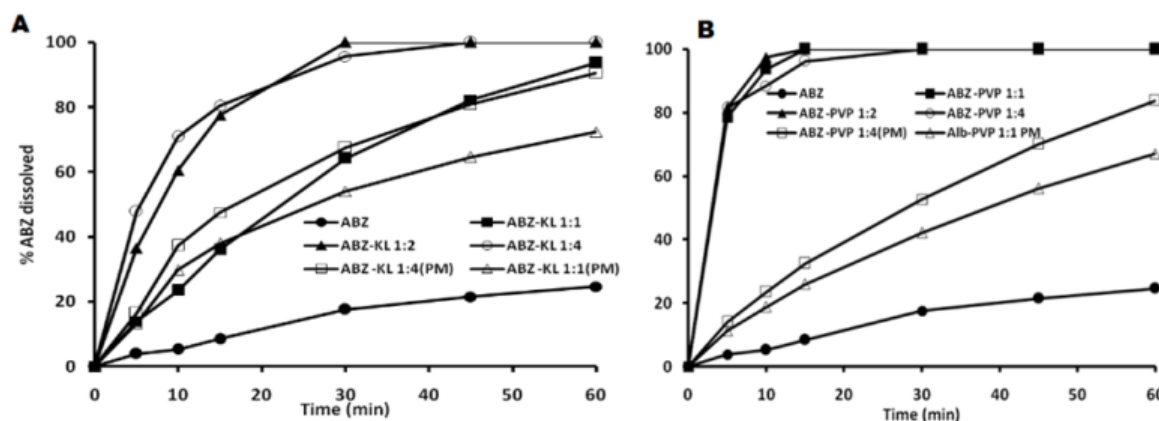 A
% ABZ dissolved
100
80
60
40
20
0
ABZ
ABZ-KL 1:1
ABZ-KL 1:2
ABZ-KL 1:4
ABZ-KL 1:4(PM)
ABZ-KL 1:1(PM)
0 10 20 30 40 50 60
Time (min)
B
100
80
60
40
20
0
ABZ
ABZ-PVP 1:1
ABZ-PVP 1:2
ABZ-PVP 1:4
ABZ-PVP 1:4(PM)
Alb-PVP 1:1 PM
0 10 20 30 40 50 60
Time (min)